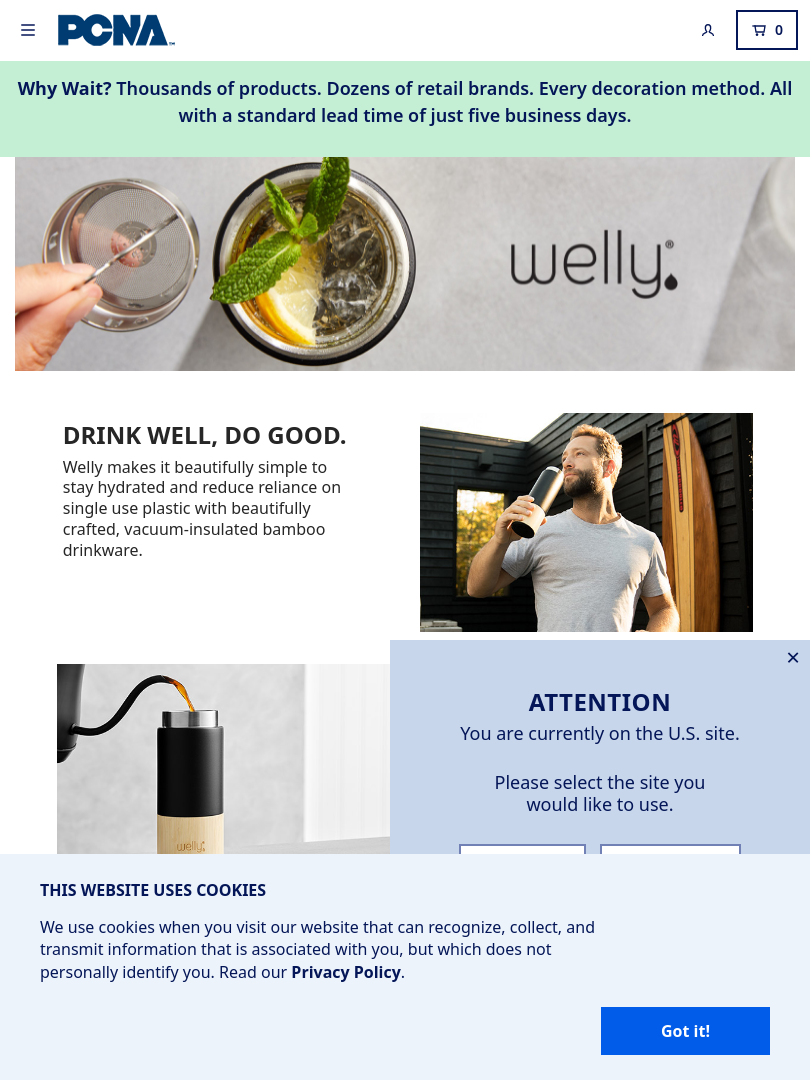 PCNA
0
Why Wait? Thousands of products. Dozens of retail brands. Every decoration method. All
with a standard lead time of just five business days.
welly®
DRINK WELL, DO GOOD.
Welly makes it beautifully simple to
stay hydrated and reduce reliance on
single use plastic with beautifully
crafted, vacuum-insulated bamboo
drinkware.
welly
ATTENTION
You are currently on the U.S. site.
Please select the site you
would like to use.
THIS WEBSITE USES COOKIES
We use cookies when you visit our website that can recognize, collect, and
transmit information that is associated with you, but which does not
personally identify you. Read our Privacy Policy.
Got it!